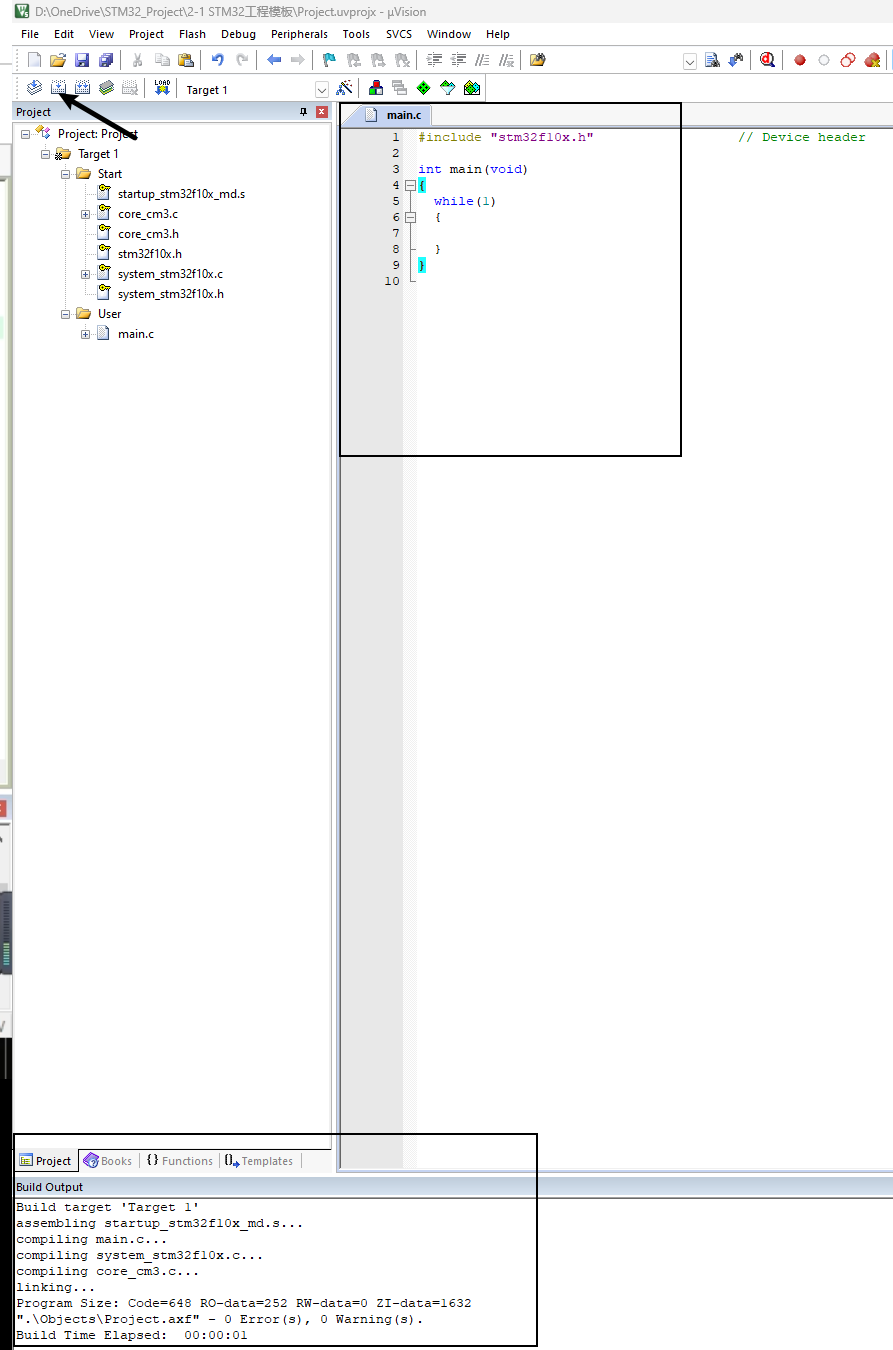 D:\OneDrive\STM32_Project\2-1 STM32工程模板\Project.uvprojx - µVision
File Edit View Project Flash Debug Peripherals Tools SVCS Window Help
LOAD Target 1
Project
main.c
Project: Project
Target 1
Start
startup_stm32f10x_md.s
core_cm3.c
core_cm3.h
stm32f10x.h
system_stm32f10x.c
system_stm32f10x.h
User
main.c
1 #include "stm32f10x.h" // Device header
2
3 int main(void)
4 {
5 while(1)
6 {
7
8 }
9 }
10
Project Books {} Functions Templates
Build Output
Build target 'Target 1'
assembling startup_stm32f10x_md.s...
compiling main.c...
compiling system_stm32f10x.c...
compiling core_cm3.c...
linking...
Program Size: Code=648 RO-data=252 RW-data=0 ZI-data=1632
".\Objects\Project.axf" - 0 Error(s), 0 Warning(s).
Build Time Elapsed:  00:00:01